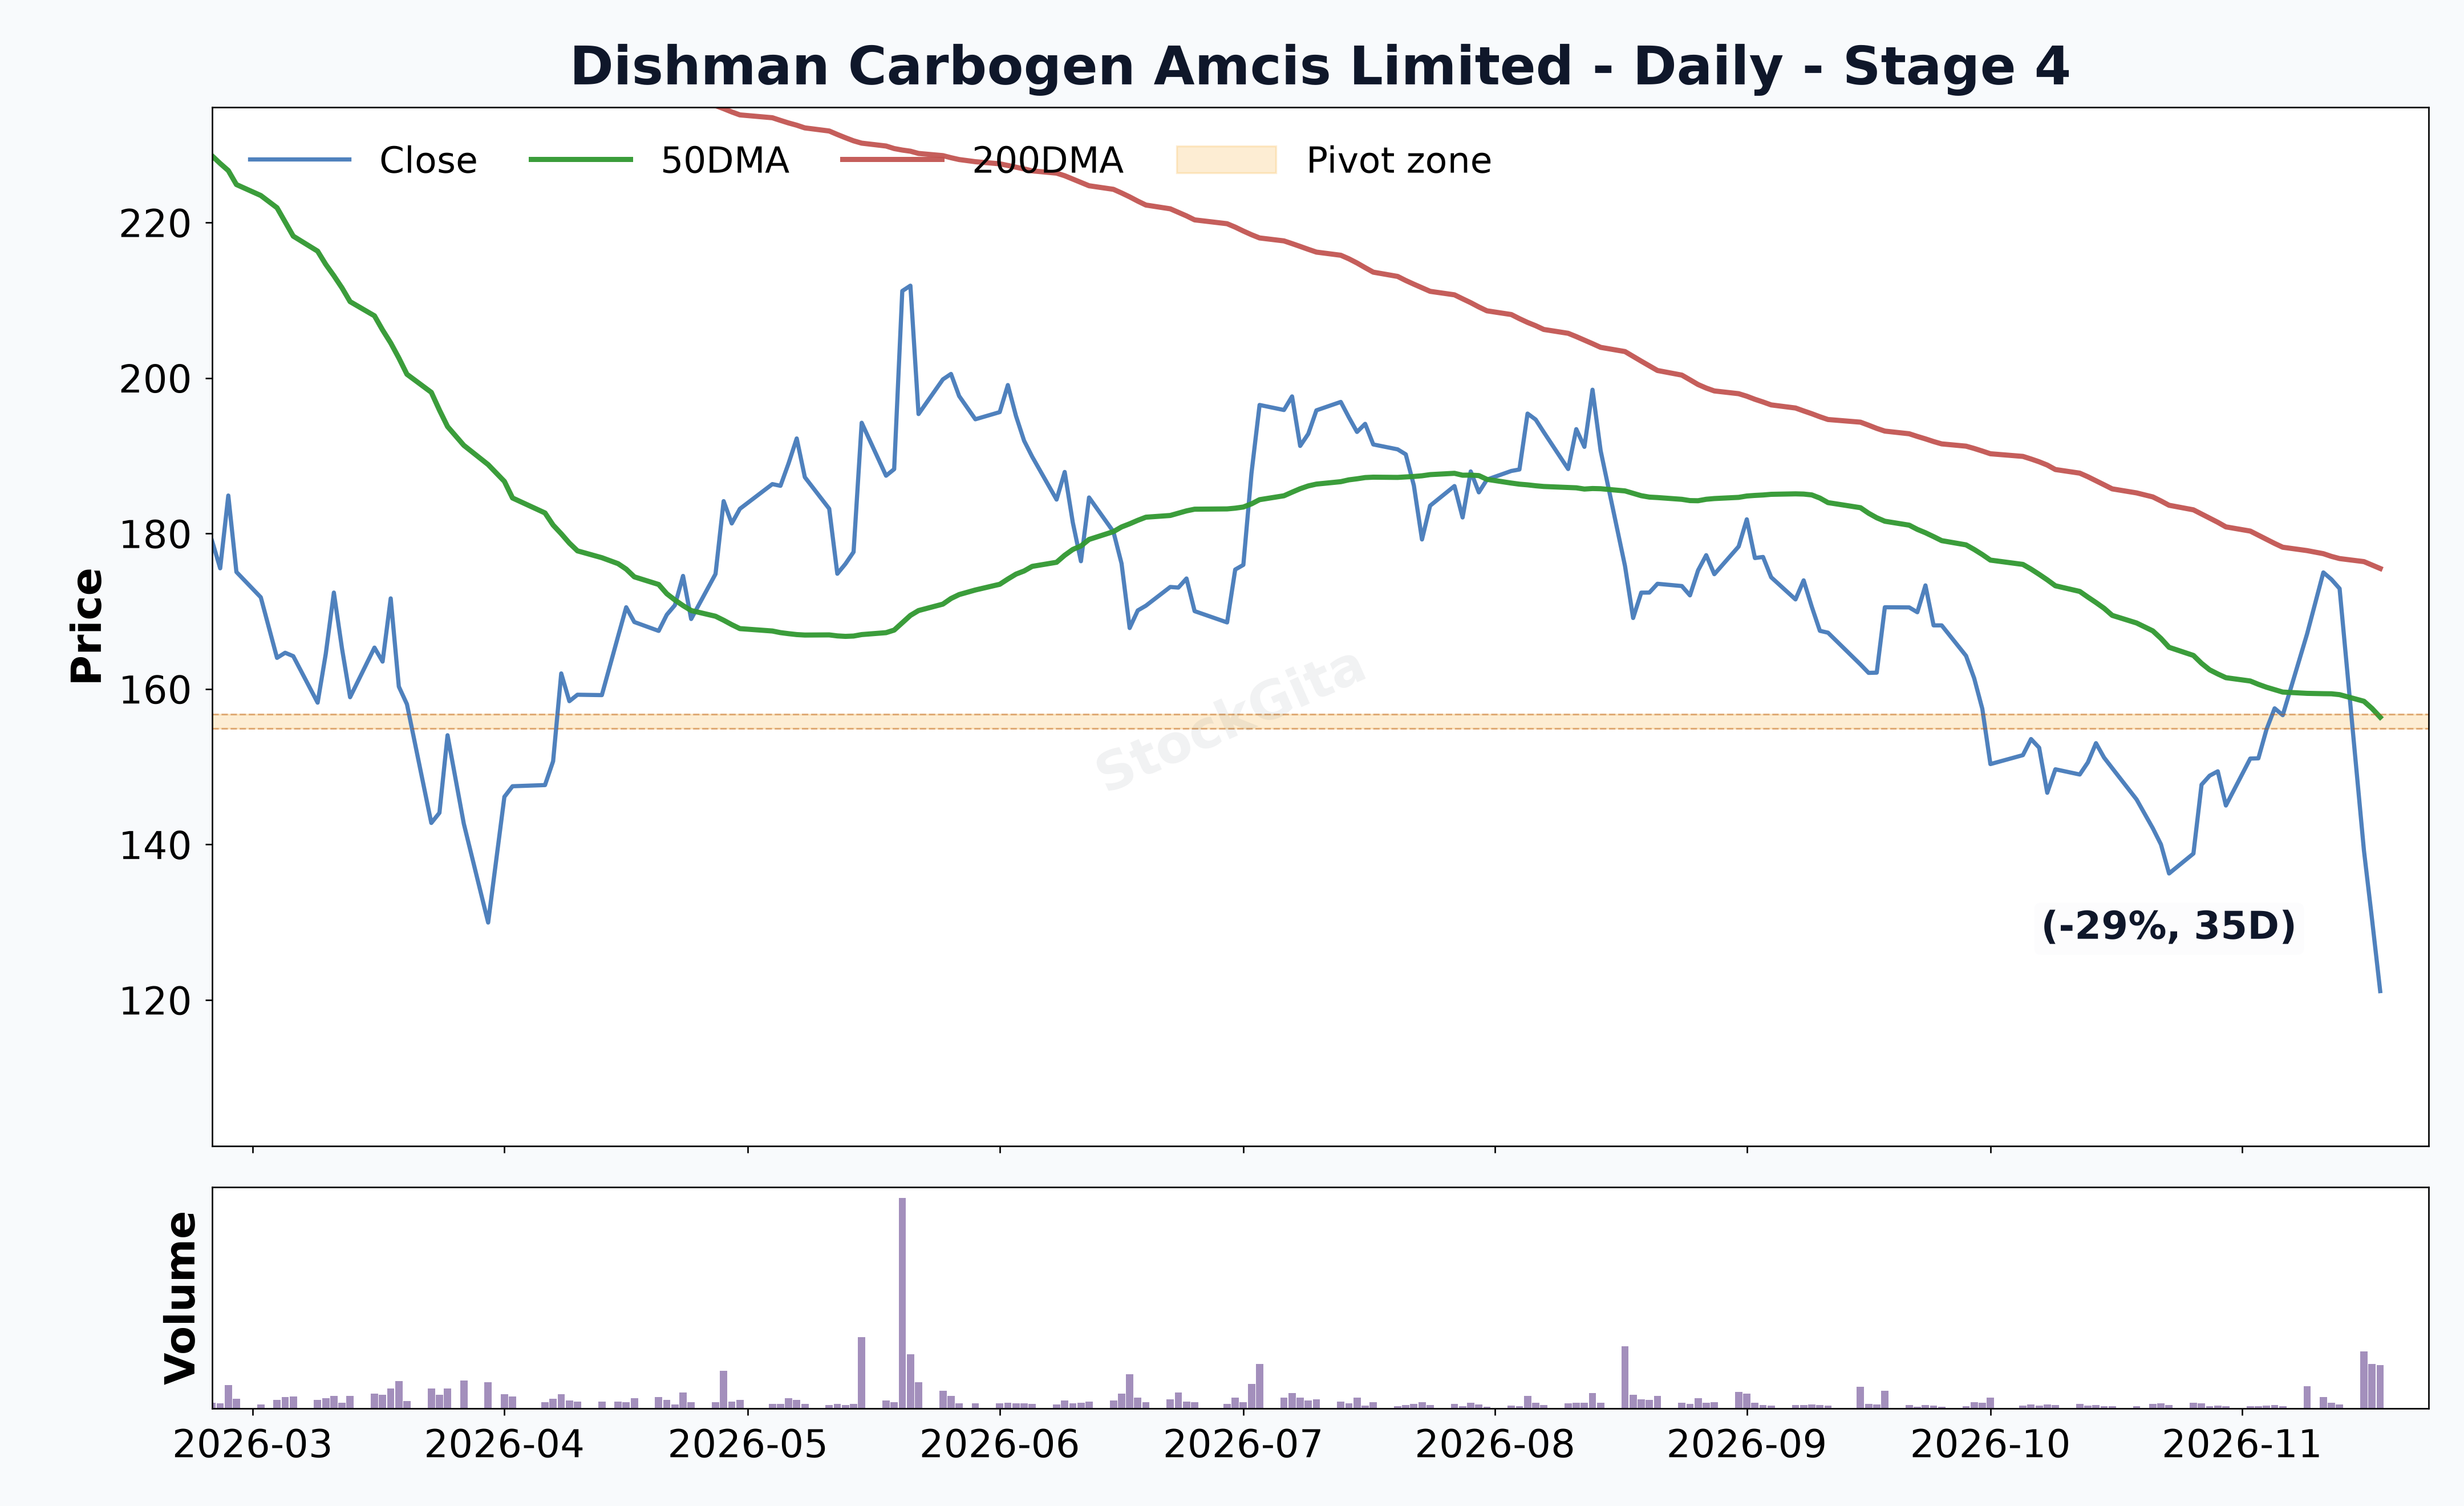 Dishman Carbogen Amcis Limited - Daily - Stage 4
Close 50DMA 200DMA Pivot zone
Price
220
200
180
160
140
120
StockGita
(-29%, 35D)
Volume
2026-03 2026-04 2026-05 2026-06 2026-07 2026-08 2026-09 2026-10 2026-11